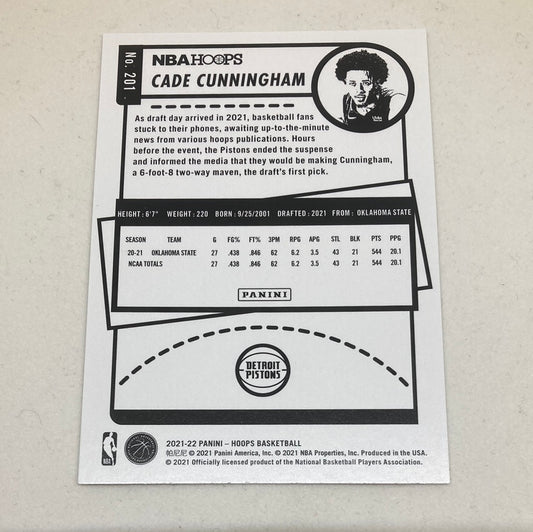 No. 201
NBA HOOPS
CADE CUNNINGHAM
As draft day arrived in 2021, basketball fans
stuck to their phones, awaiting up-to-the-minute
news from various hoops publications. Hours
before the event, the Pistons ended the suspense
and informed the media that they would be making Cunningham,
a 6-foot-8 two-way maven, the draft's first pick.
HEIGHT: 6'7" WEIGHT: 220 BORN: 9/25/2001 DRAFTED: 2021 FROM: OKLAHOMA STATE
SEASON TEAM G FG% FT% 3PM RPG APG STL BLK PTS PPG
20-21 OKLAHOMA STATE 27 .438 .846 62 6.2 3.5 43 21 544 20.1
NCAA TOTALS 27 .438 .846 62 6.2 3.5 43 21 544 20.1
PANINI
DETROIT
PISTONS
2021-22 PANINI – HOOPS BASKETBALL
帕尼尼 © 2021 Panini America, Inc. © 2021 NBA Properties, Inc. Produced in the USA.
© 2021 Officially licensed product of the National Basketball Players Association.